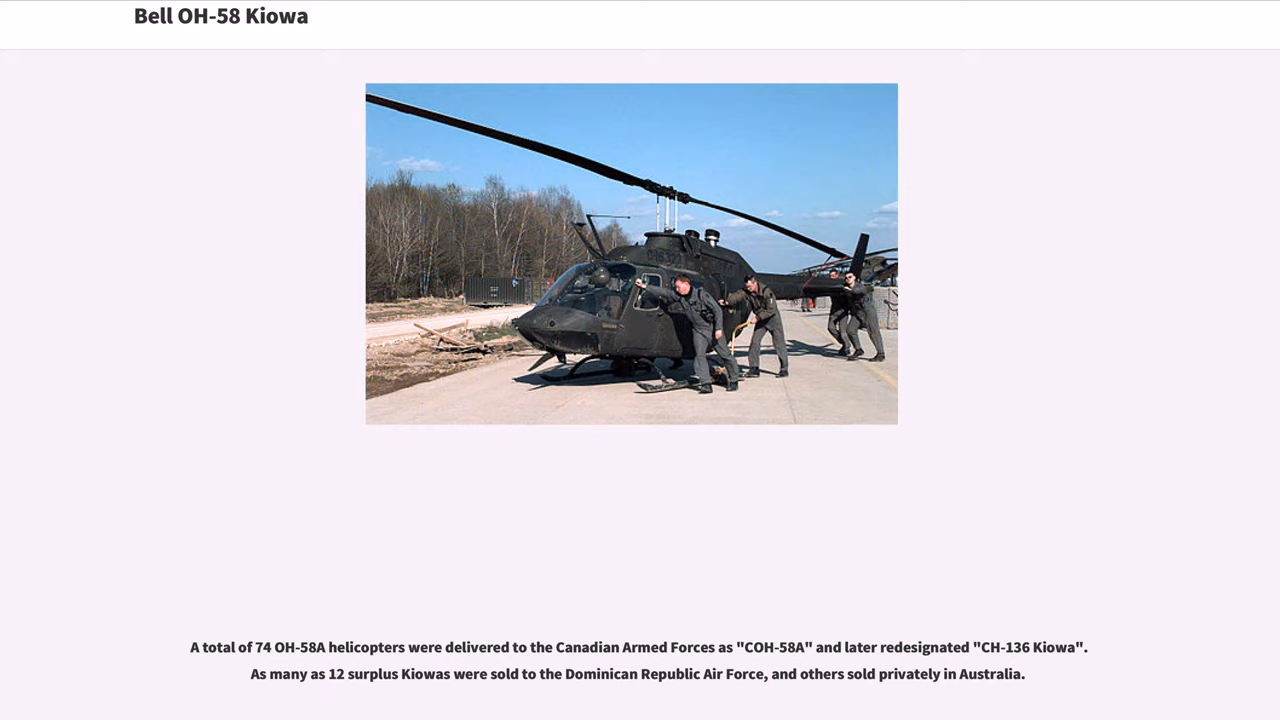 Bell OH-58 Kiowa
A total of 74 OH-58A helicopters were delivered to the Canadian Armed Forces as "COH-58A" and later redesignated "CH-136 Kiowa".
As many as 12 surplus Kiowas were sold to the Dominican Republic Air Force, and others sold privately in Australia.